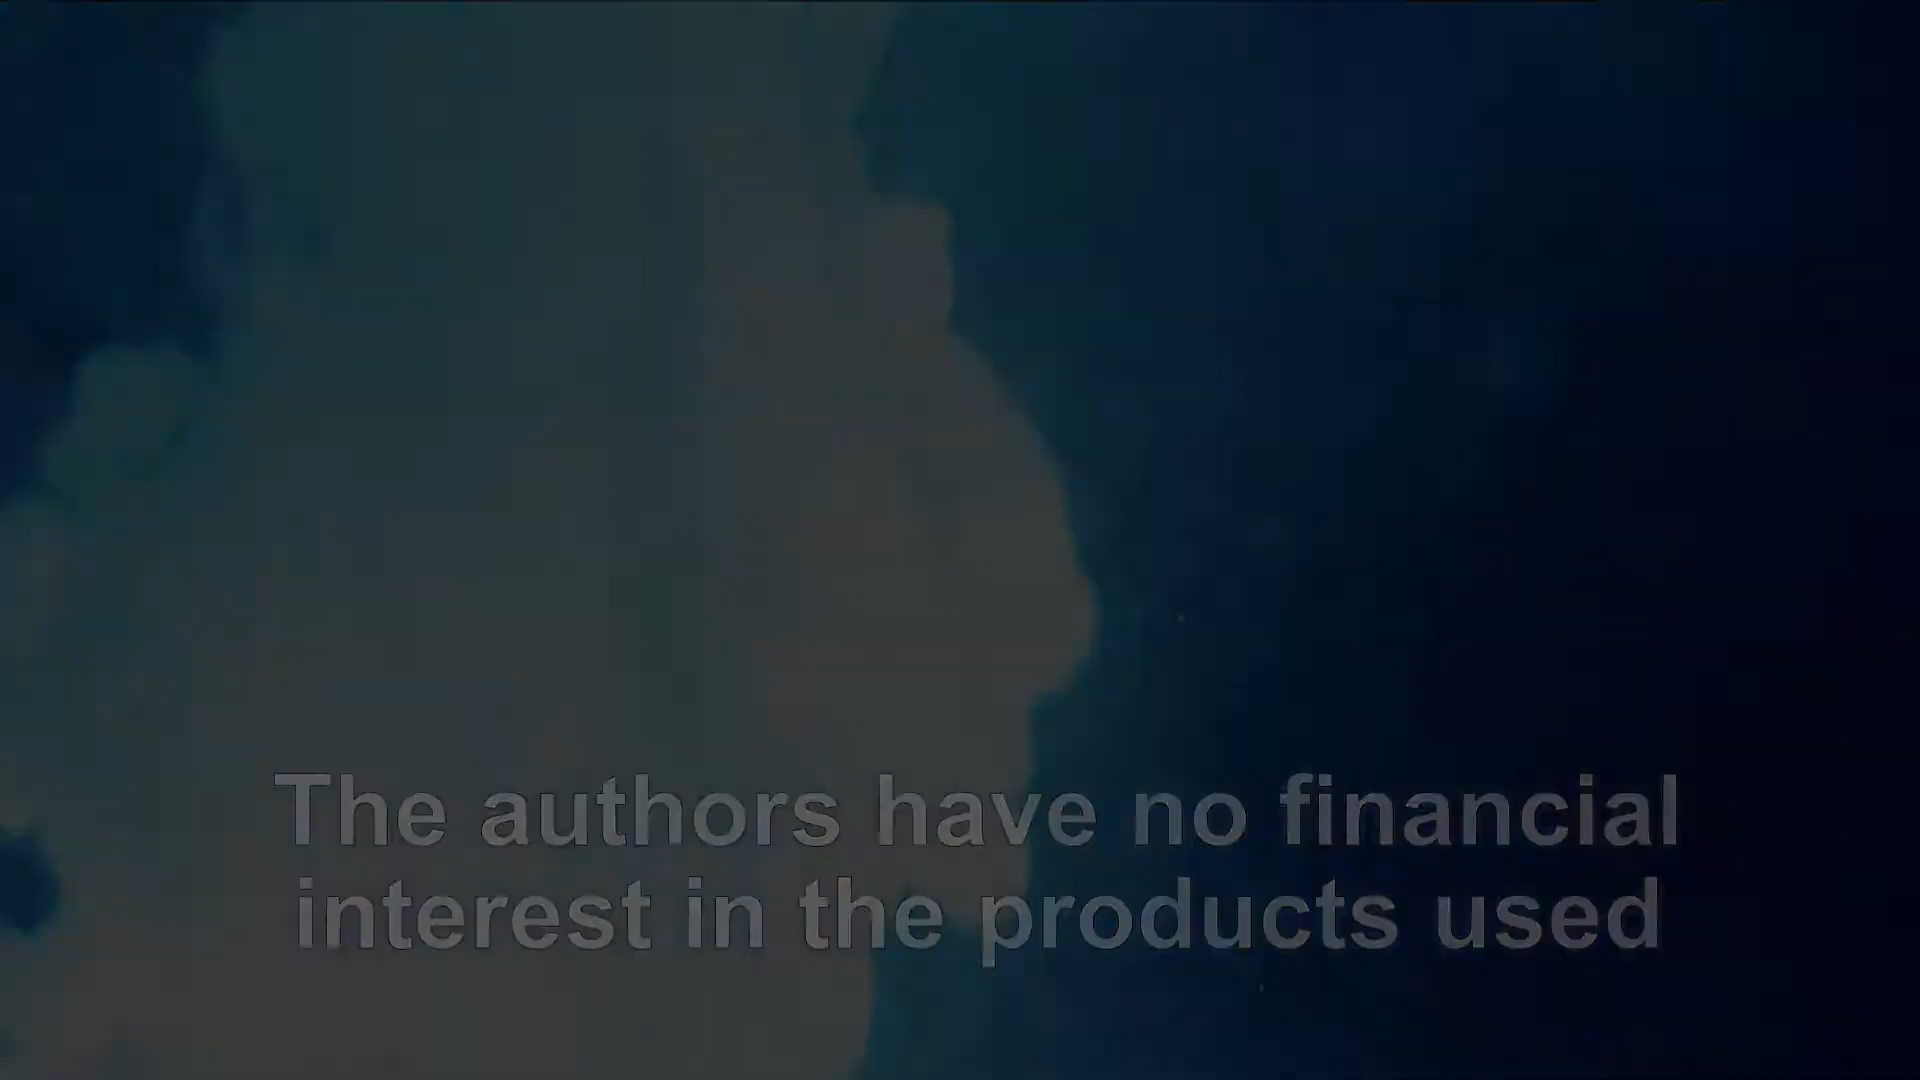 The authors have no financial
interest in the products used